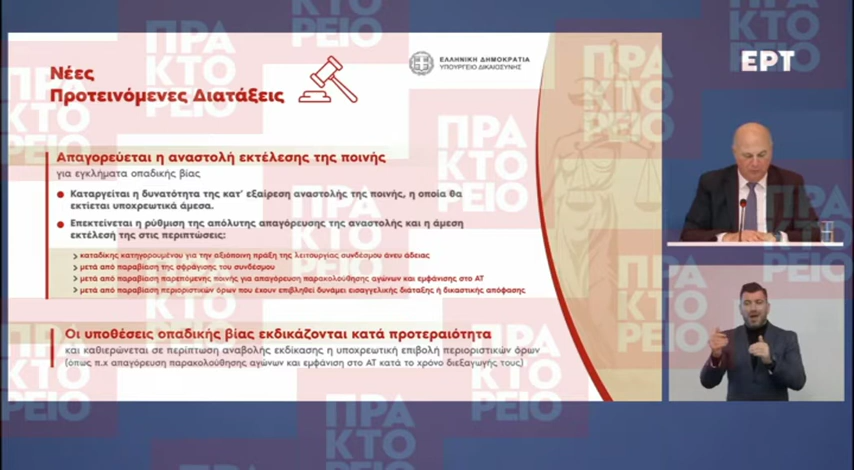 Νέες
Προτεινόμενες Διατάξεις
ΕΛΛΗΝΙΚΗ ΔΗΜΟΚΡΑΤΙΑ
ΥΠΟΥΡΓΕΙΟ ΔΙΚΑΙΟΣΥΝΗΣ
ΕΡΤ
Απαγορεύεται η αναστολή εκτέλεσης της ποινής
για εγκλήματα οπαδικής βίας
Καταργείται η δυνατότητα της κατ’ εξαίρεση αναστολής της ποινής, η οποία θα
εκτίεται υποχρεωτικά άμεσα.
Επεκτείνεται η ρύθμιση της απόλυτης απαγόρευσης της αναστολής και η άμεση
εκτέλεσή της στις περιπτώσεις:
> καταδίκης κατηγορουμένου για την αξιόποινη πράξη της λειτουργίας συνδέσμου άνευ άδειας
> μετά από παραβίαση της σφράγισης του συνδέσμου
> μετά από παραβίαση παρεπόμενης ποινής για απαγόρευση παρακολούθησης αγώνων και εμφάνισης στο ΑΤ
> μετά από παραβίαση περιοριστικών όρων που έχουν επιβληθεί δυνάμει εισαγγελικής διάταξης ή δικαστικής απόφασης
Οι υποθέσεις οπαδικής βίας εκδικάζονται κατά προτεραιότητα
και καθιερώνεται σε περίπτωση αναβολής εκδίκασης η υποχρεωτική επιβολή περιοριστικών όρων
(όπως π.χ απαγόρευση παρακολούθησης αγώνων και εμφάνιση στο ΑΤ κατά το χρόνο διεξαγωγής τους)
ΠΡΑ
ΚΤΟ
ΡΕΙΟ